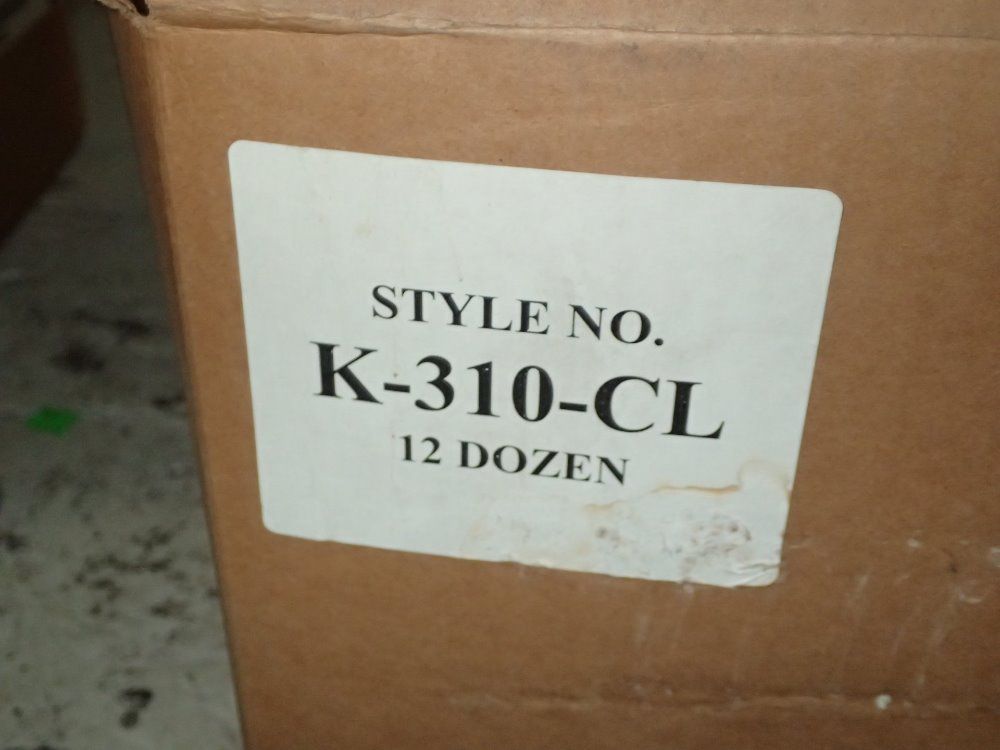 STYLE NO.
K-310-CL
12 DOZEN